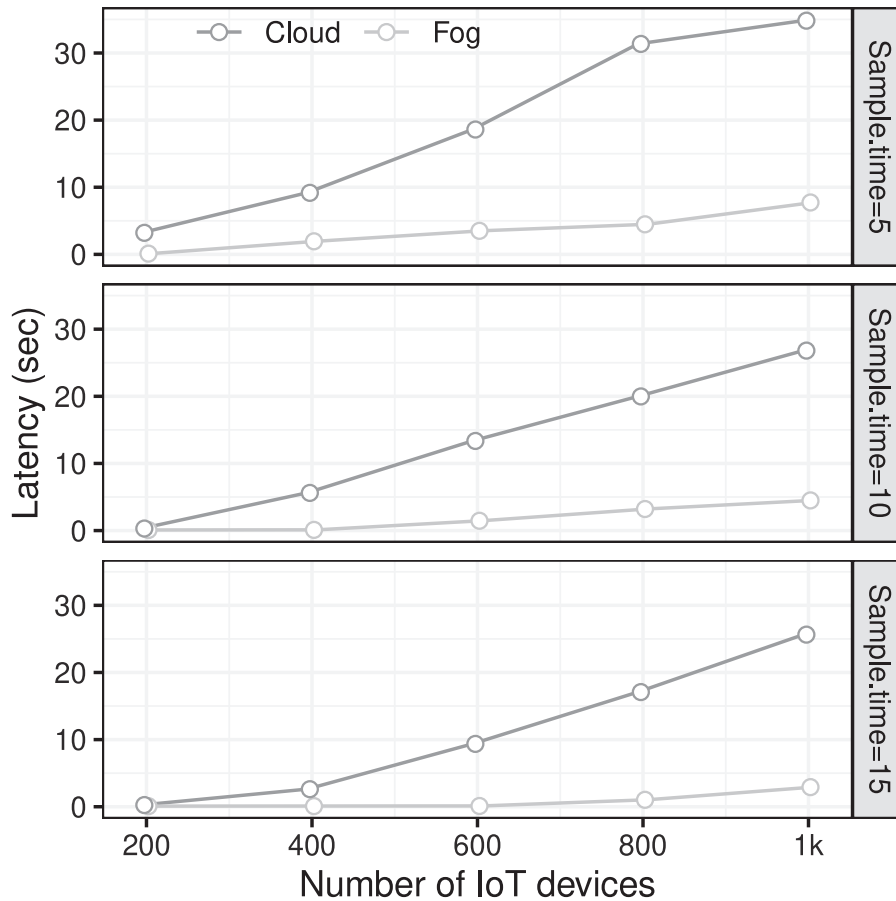 Cloud Fog
30
20
10
0
Sample.time=5
30
20
10
0
Sample.time=10
30
20
10
0
Sample.time=15
Latency (sec)
200 400 600 800 1k
Number of IoT devices